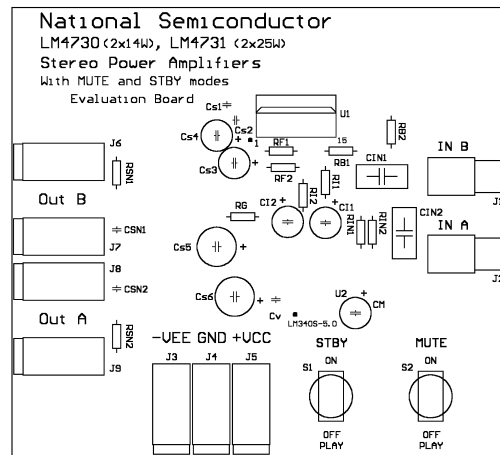 National Semiconductor
LM4730 (2x14W), LM4731 (2x25W)
Stereo Power Amplifiers
With MUTE and STBY modes
Evaluation Board
Cs1
U1
Cs4
Cs2
1
Cs3
RF1
15
RB1
RB2
RF2
CIN1
IN B
J1
J6
RSN1
RI2
RI1
Out B
RG
CI2
CI1
RIN1
RIN2
CIN2
IN A
J2
CSN1
J7
Cs5
J8
CSN2
Cs6
Cv
U2
CM
LM340S-5.0
Out A
RSN2
J9
-VEE GND +VCC
J3
J4
J5
STBY
S1
ON
OFF
PLAY
MUTE
S2
ON
OFF
PLAY